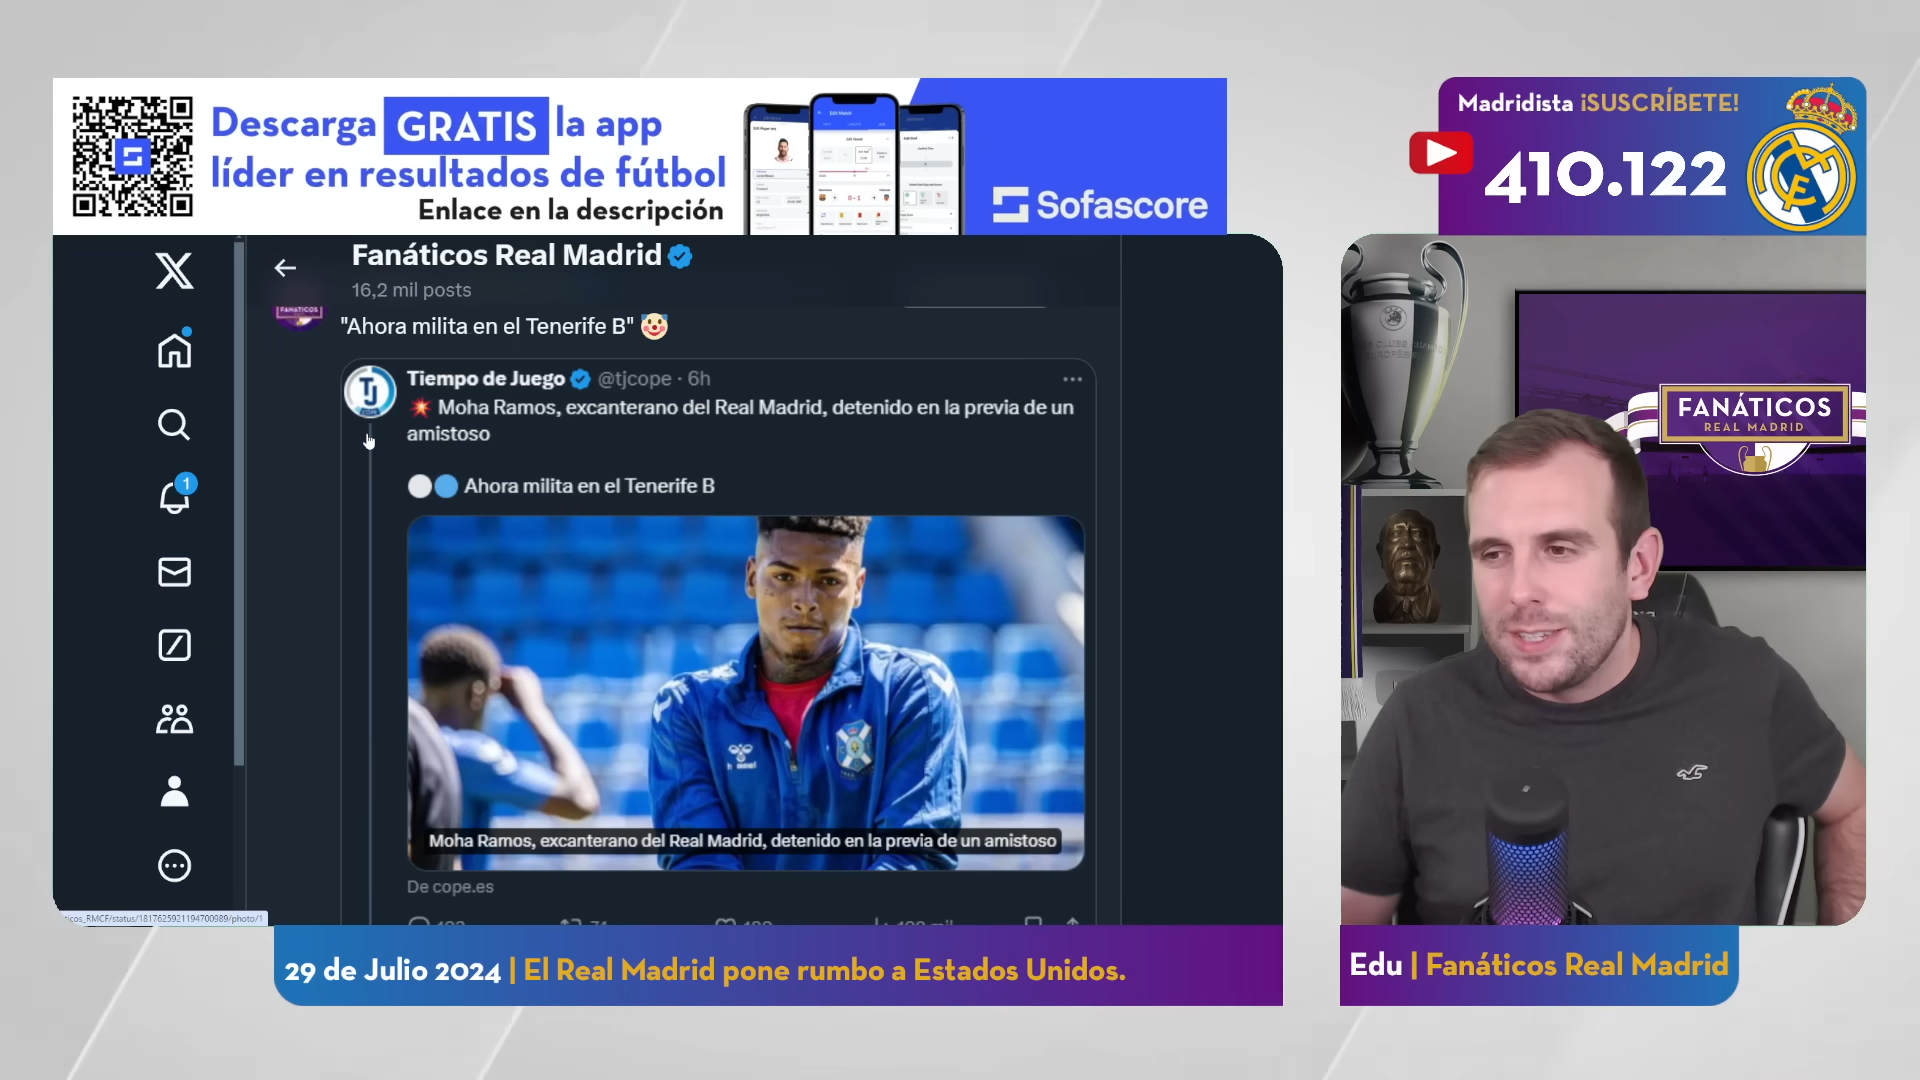 Descarga GRATIS la app
líder en resultados de fútbol
Enlace en la descripción
Sofascore
Madridista ¡SUSCRÍBETE!
410.122
Fanáticos Real Madrid
16,2 mil posts
FANÁTICOS
"Ahora milita en el Tenerife B" 🤡
Tiempo de Juego @tjcope · 6h
💥 Moha Ramos, excanterano del Real Madrid, detenido en la previa de un
amistoso
⚪🔵 Ahora milita en el Tenerife B
1
hummel
Moha Ramos, excanterano del Real Madrid, detenido en la previa de un amistoso
De cope.es
FANÁTICOS
REAL MADRID
29 de Julio 2024 | El Real Madrid pone rumbo a Estados Unidos.
Edu | Fanáticos Real Madrid